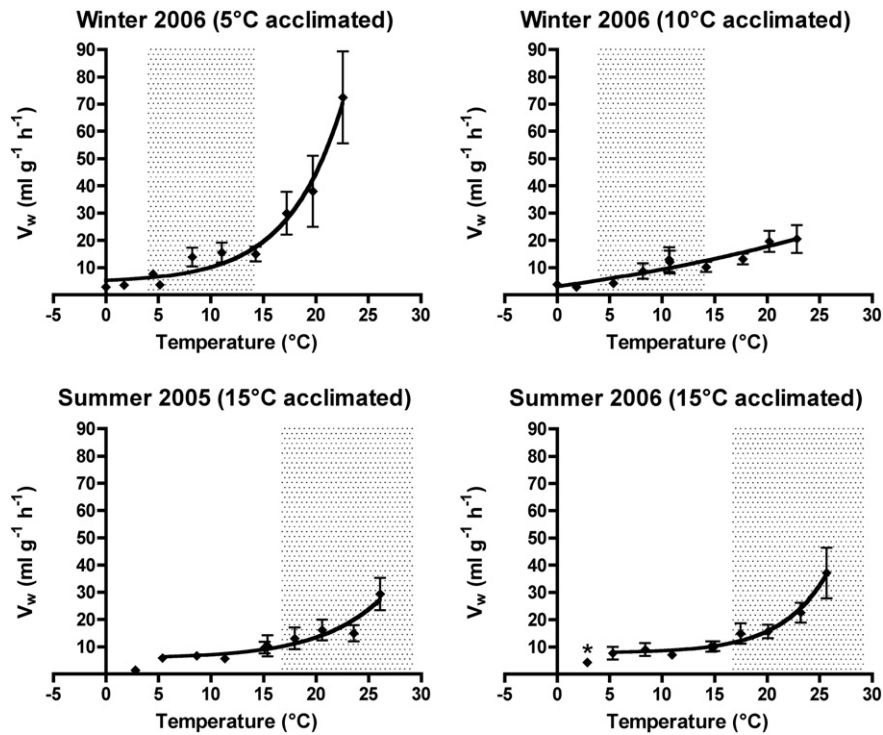 Winter 2006 (5°C acclimated)
90
80
70
60
50
40
30
20
10
Vw (ml g-1 h-1)
-5 0 5 10 15 20 25 30
Temperature (°C)
Winter 2006 (10°C acclimated)
90
80
70
60
50
40
30
20
10
Vw (ml g-1 h-1)
-5 0 5 10 15 20 25 30
Temperature (°C)
Summer 2005 (15°C acclimated)
90
80
70
60
50
40
30
20
10
Vw (ml g-1 h-1)
-5 0 5 10 15 20 25 30
Temperature (°C)
Summer 2006 (15°C acclimated)
90
80
70
60
50
40
30
20
10
Vw (ml g-1 h-1)
*
-5 0 5 10 15 20 25 30
Temperature (°C)